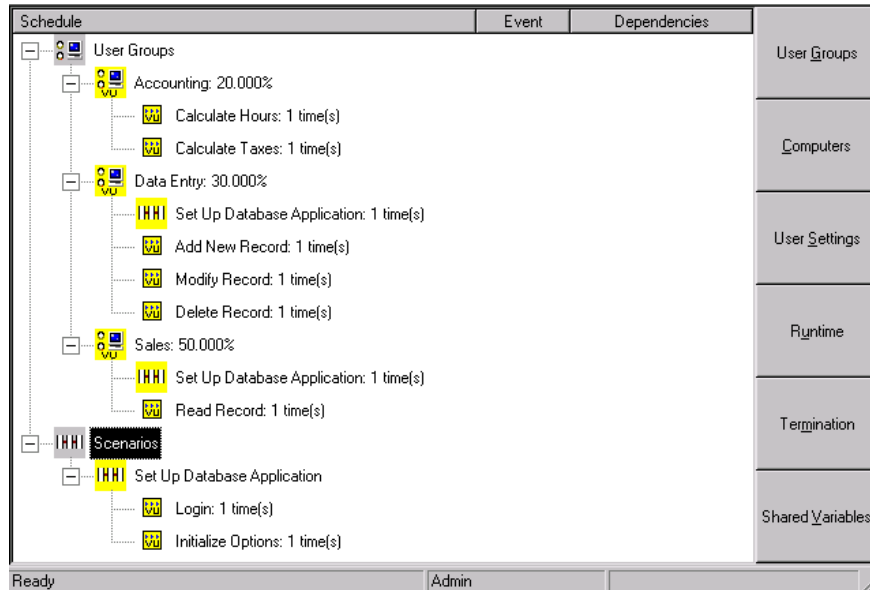 Schedule Event Dependencies
User Groups
Accounting: 20.000%
Calculate Hours: 1 time(s)
Calculate Taxes: 1 time(s)
Data Entry: 30.000%
Set Up Database Application: 1 time(s)
Add New Record: 1 time(s)
Modify Record: 1 time(s)
Delete Record: 1 time(s)
Sales: 50.000%
Set Up Database Application: 1 time(s)
Read Record: 1 time(s)
Scenarios
Set Up Database Application
Login: 1 time(s)
Initialize Options: 1 time(s)
User Groups
Computers
User Settings
Runtime
Termination
Shared Variables
Ready Admin